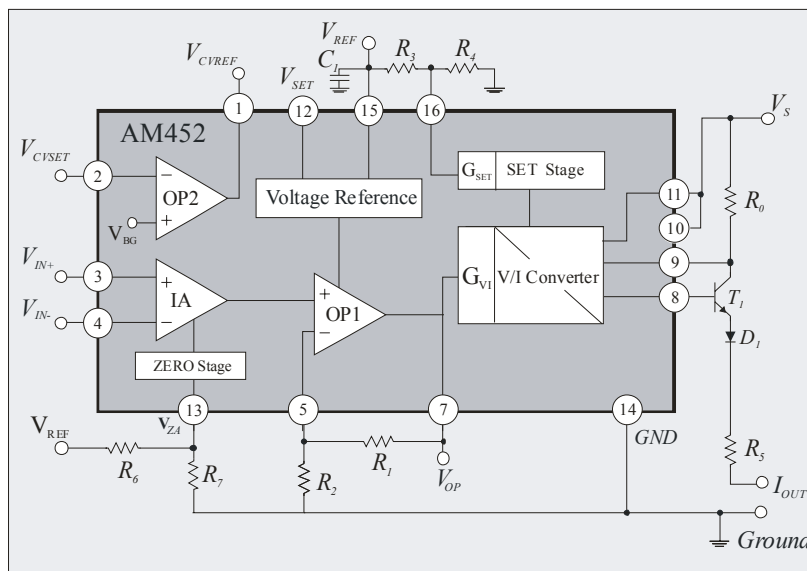 V_REF
V_CVREF
C_1
R_3
R_4
V_SET
1
12
15
16
V_S
AM452
V_CVSET
2
−
OP2
+
V_BG
Voltage Reference
G_SET
SET Stage
11
R_0
10
V_IN+
3
+
IA
−
V_IN-
4
+
OP1
−
G_VI
V/I Converter
9
8
T_1
D_1
ZERO Stage
13
5
7
14
V_ZA
GND
V_REF
R_6
R_7
R_2
R_1
V_OP
R_5
I_OUT
Ground